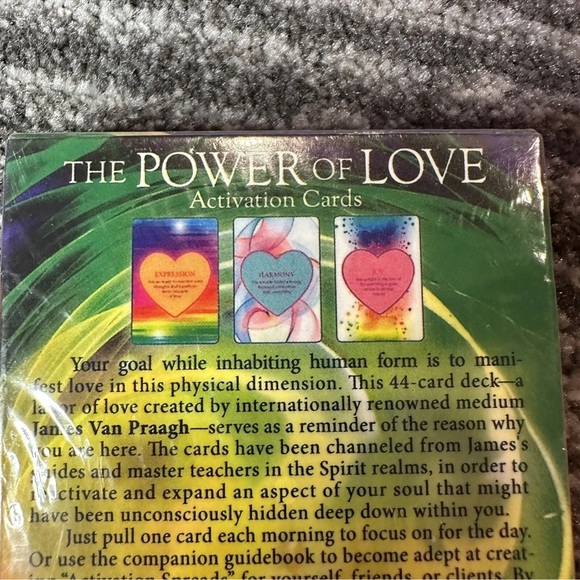 THE POWER OF LOVE
Activation Cards
EXPRESSION
HARMONY
JOY
Your goal while inhabiting human form is to mani-
fest love in this physical dimension. This 44-card deck—a
labor of love created by internationally renowned medium
James Van Praagh—serves as a reminder of the reason why
you are here. The cards have been channeled from James's
guides and master teachers in the Spirit realms, in order to
reactivate and expand an aspect of your soul that might
have been unconsciously hidden deep down within you.
Just pull one card each morning to focus on for the day.
Or use the companion guidebook to become adept at creat-
ing "Activation Spreads" for yourself, friends, or clients. By